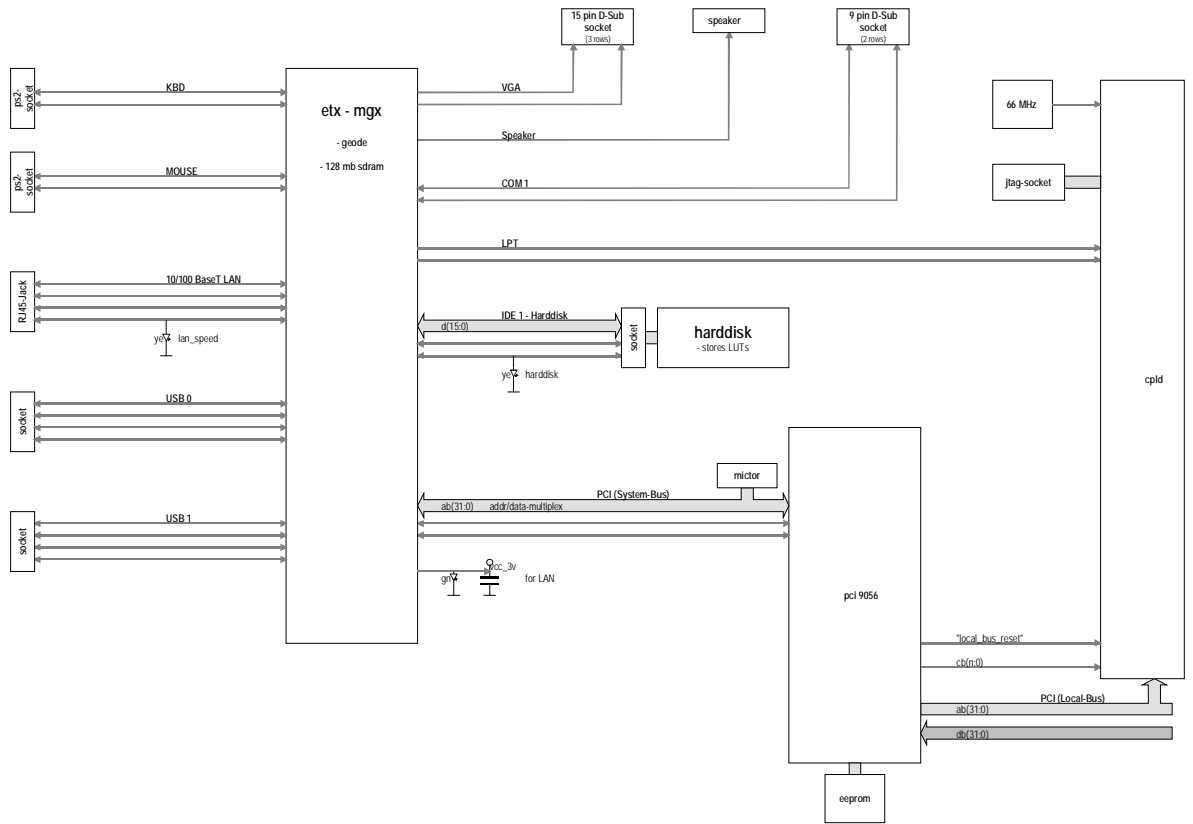 15 pin D-Sub
socket
(3 rows)
speaker
9 pin D-Sub
socket
(2 rows)
ps2-
socket
KBD
etx - mgx
- geode
- 128 mb sdram
VGA
66 MHz
Speaker
ps2-
socket
MOUSE
COM 1
jtag-socket
LPT
RJ45-Jack
10/100 BaseT LAN
ye
lan_speed
IDE 1 - Harddisk
d(15:0)
socket
harddisk
- stores LUTs
ye
harddisk
cpld
socket
USB 0
mictor
PCI (System-Bus)
ab(31:0)
addr/data-multiplex
socket
USB 1
gn
vcc_3v
for LAN
pci 9056
"local_bus_reset"
cb(n:0)
PCI (Local-Bus)
ab(31:0)
db(31:0)
eeprom